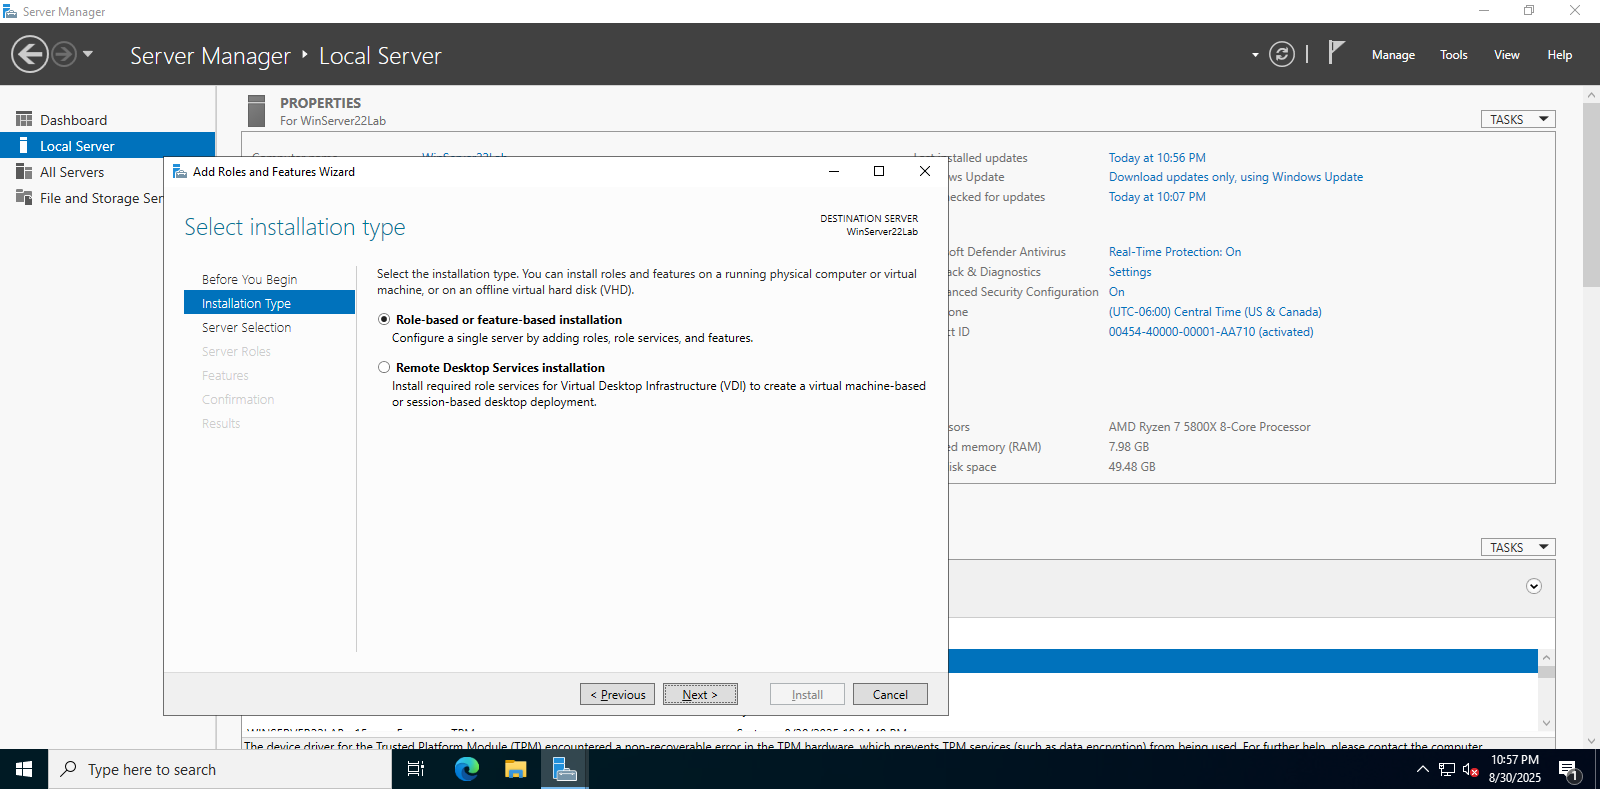 Server Manager
Server Manager ‣ Local Server
Manage Tools View Help
Dashboard
Local Server
All Servers
File and Storage Ser
PROPERTIES
For WinServer22Lab
TASKS
installed updates Today at 10:56 PM
ws Update Download updates only, using Windows Update
ecked for updates Today at 10:07 PM
soft Defender Antivirus Real-Time Protection: On
ack & Diagnostics Settings
anced Security Configuration On
one (UTC-06:00) Central Time (US & Canada)
ct ID 00454-40000-00001-AA710 (activated)
sors AMD Ryzen 7 5800X 8-Core Processor
ed memory (RAM) 7.98 GB
isk space 49.48 GB
TASKS
Add Roles and Features Wizard
Select installation type
DESTINATION SERVER
WinServer22Lab
Before You Begin
Installation Type
Server Selection
Server Roles
Features
Confirmation
Results
Select the installation type. You can install roles and features on a running physical computer or virtual
machine, or on an offline virtual hard disk (VHD).
Role-based or feature-based installation
Configure a single server by adding roles, role services, and features.
Remote Desktop Services installation
Install required role services for Virtual Desktop Infrastructure (VDI) to create a virtual machine-based
or session-based desktop deployment.
< Previous Next > Install Cancel
The device driver for the Trusted Platform Module (TPM) encountered a non-recoverable error in the TPM hardware, which prevents TPM services (such as data encryption) from being used. For further help, please contact the computer
Type here to search
10:57 PM
8/30/2025
1